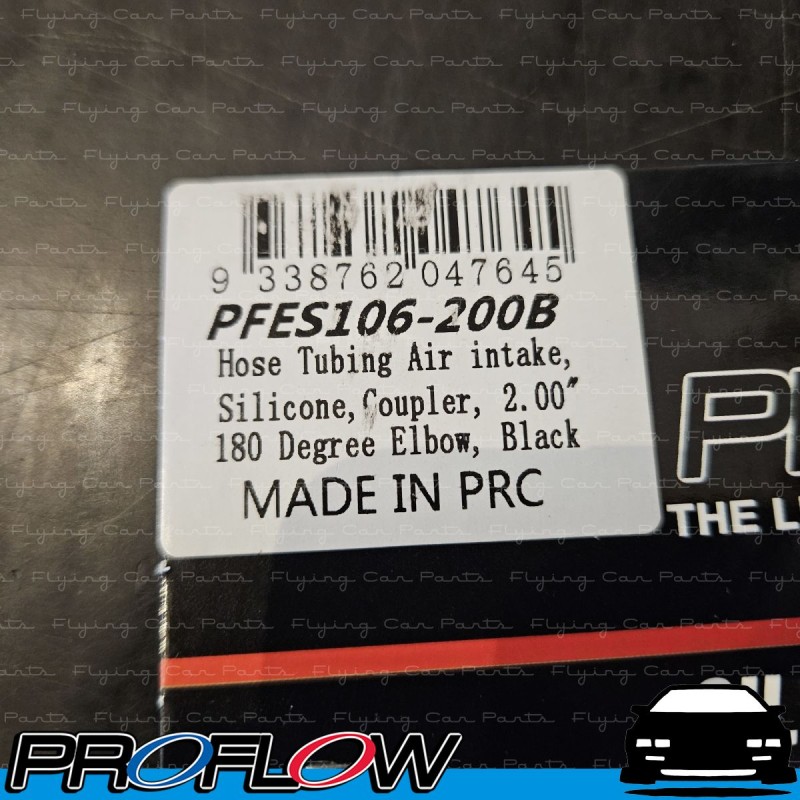 Flying Car Parts
9 338762 047645
PFES106-200B
Hose Tubing Air intake,
Silicone, Coupler, 2.00″
180 Degree Elbow, Black
MADE IN PRC
THE
PROFLOW